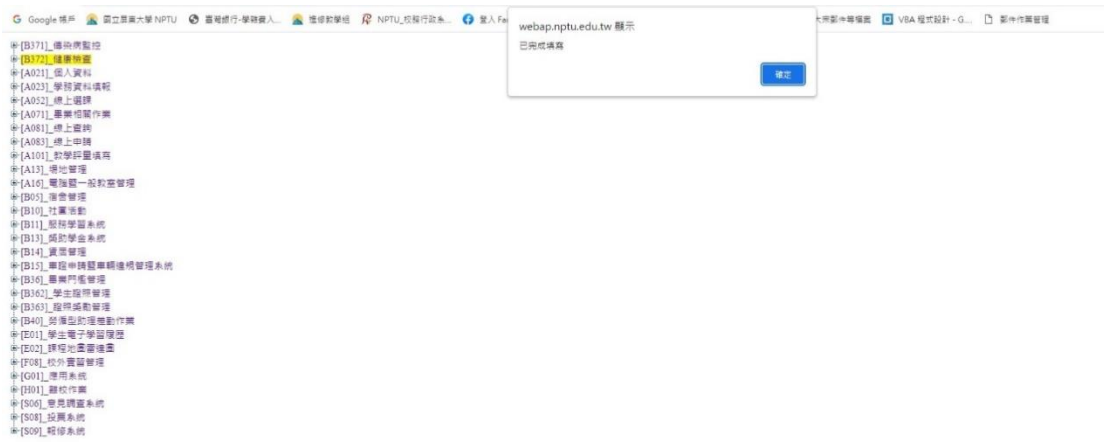 Google 帳戶 國立屏東大學 NPTU 臺灣銀行-學雜費入... 進修教學組 NPTU_校務行政系... 登入 Fac VBA 程式設計 - G... 郵件作業管理
webap.nptu.edu.tw 顯示
已完成填寫
確定
[B371]_傳染病監控
[B372]_健康檢查
[A021]_個人資料
[A023]_學務資料填報
[A052]_線上選課
[A071]_畢業相關作業
[A081]_線上查詢
[A083]_線上申請
[A101]_教學評量填寫
[A13]_場地管理
[A16]_電腦暨一般教室管理
[B05]_宿舍管理
[B10]_社團活動
[B11]_服務學習系統
[B13]_獎助學金系統
[B14]_資源管理
[B15]_車證申請暨車輛違規管理系統
[B36]_畢業門檻管理
[B362]_學生證照管理
[B363]_證照獎勵管理
[B40]_勞僱型助理差勤作業
[E01]_學生電子學習履歷
[E02]_課程地圖暨進圖
[F08]_校外實習管理
[G01]_應用系統
[H01]_離校作業
[S06]_意見調查系統
[S08]_投票系統
[S09]_報修系統